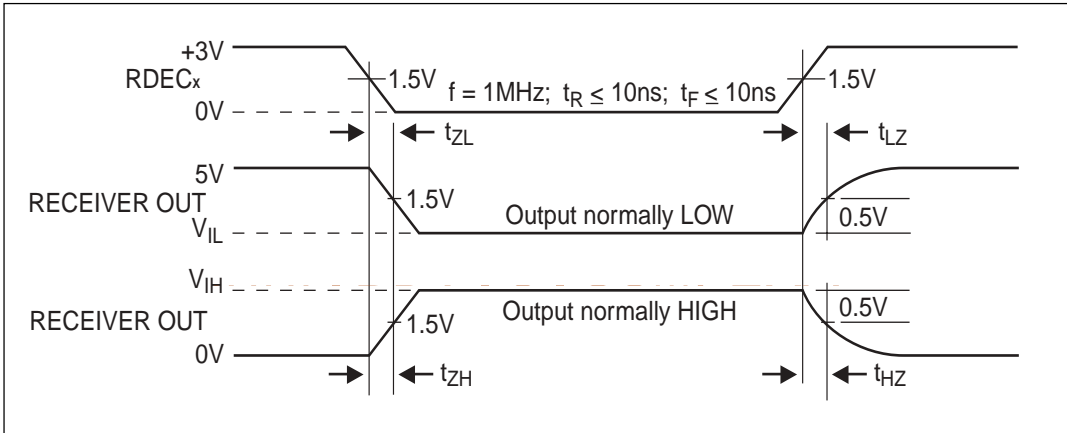 +3V
RDECx
1.5V
f = 1MHz; tR ≤ 10ns; tF ≤ 10ns
1.5V
0V
tZL
tLZ
5V
RECEIVER OUT
1.5V
Output normally LOW
0.5V
VIL
VIH
RECEIVER OUT
1.5V
Output normally HIGH
0.5V
0V
tZH
tHZ